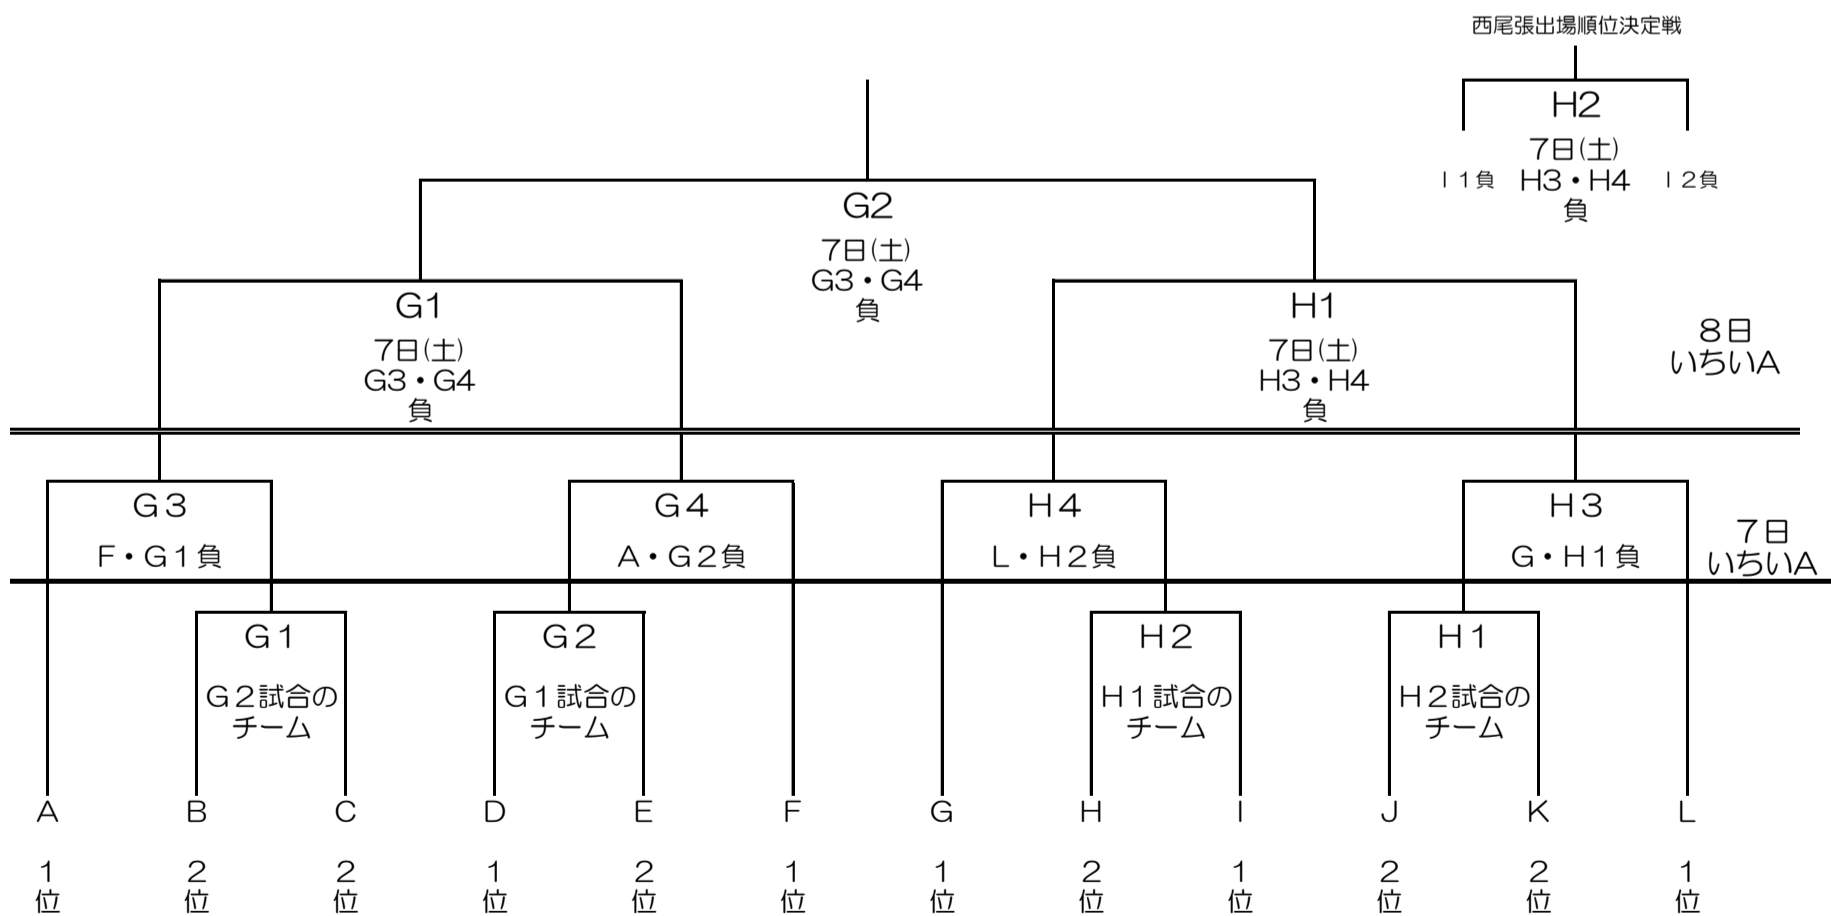 西尾張出場順位決定戦
H2
7日(土)
I1負 H3・H4 I2負
負
G2
7日(土)
G3・G4
負
G1
7日(土)
G3・G4
負
H1
7日(土)
H3・H4
負
8日
いちいA
G3
F・G1負
G4
A・G2負
H4
L・H2負
H3
G・H1負
7日
いちいA
G1
G2試合の
チーム
G2
G1試合の
チーム
H2
H1試合の
チーム
H1
H2試合の
チーム
A B C D E F G H I J K L
1 2 2 1 2 1 1 2 1 2 2 1
位 位 位 位 位 位 位 位 位 位 位 位